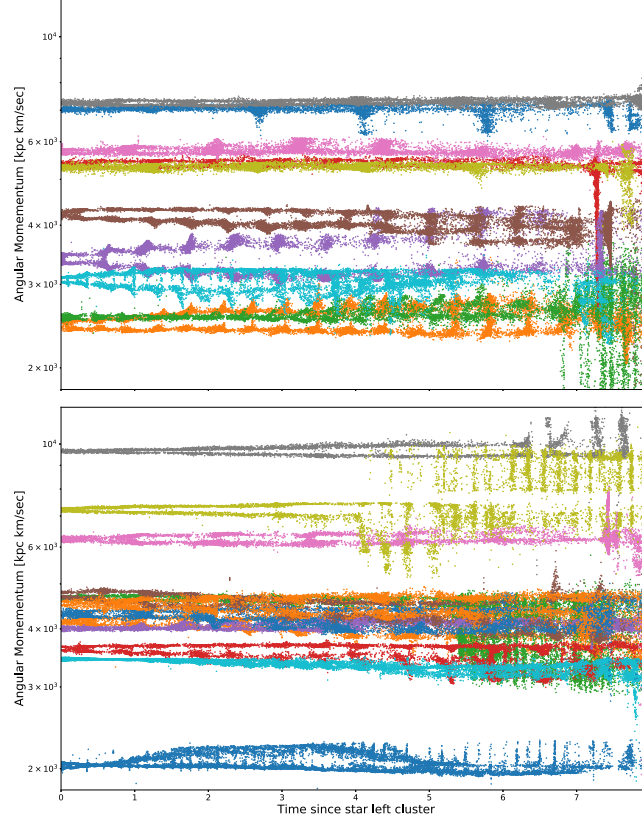 10⁴
6 × 10³
4 × 10³
3 × 10³
2 × 10³
Angular Momementum [kpc km/sec]
10⁴
6 × 10³
4 × 10³
3 × 10³
2 × 10³
Angular Momementum [kpc km/sec]
0 1 2 3 4 5 6 7
Time since star left cluster